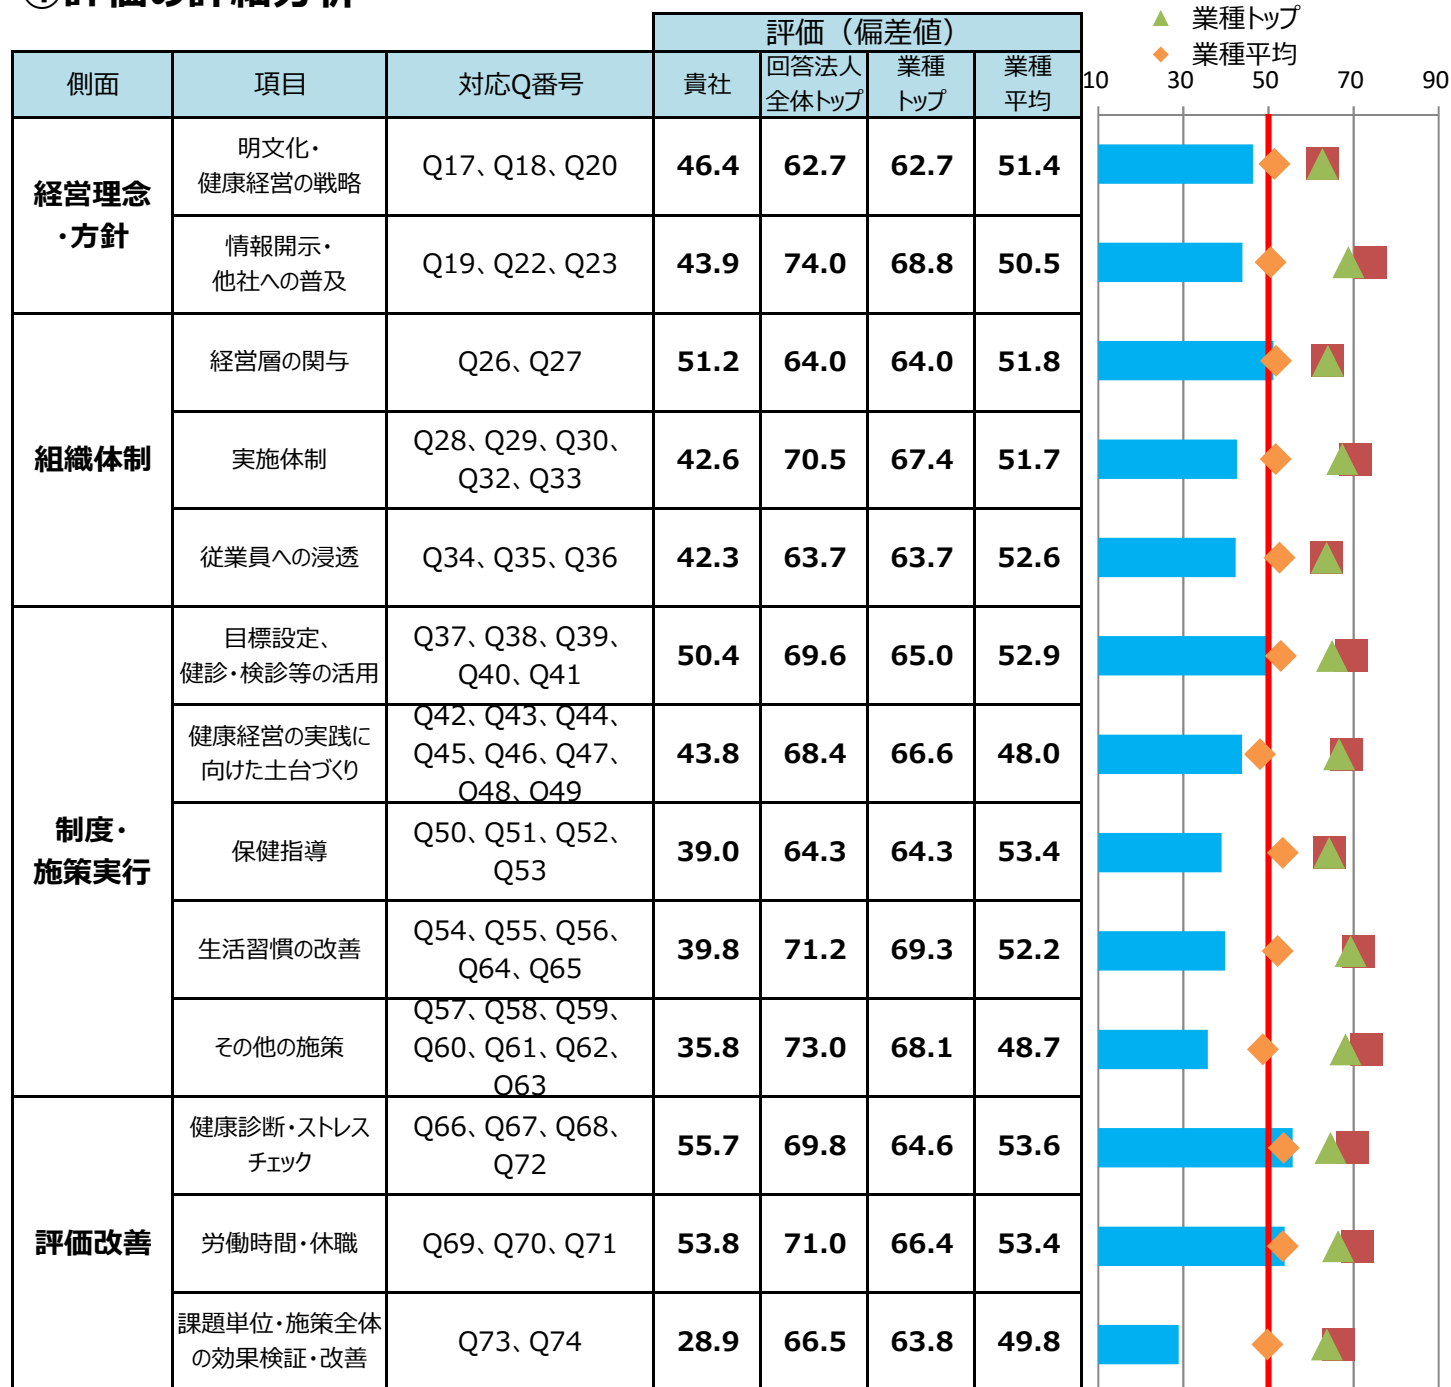 ①評価の詳細分析
業種トップ
業種平均
評価（偏差値）
側面 項目 対応Q番号 貴社 回答法人 業種 業種
全体トップ トップ 平均
10 30 50 70 90
経営理念
・方針
明文化・
健康経営の戦略
Q17、Q18、Q20 46.4 62.7 62.7 51.4
情報開示・
他社への普及
Q19、Q22、Q23 43.9 74.0 68.8 50.5
組織体制
経営層の関与 Q26、Q27 51.2 64.0 64.0 51.8
実施体制
Q28、Q29、Q30、
Q32、Q33
42.6 70.5 67.4 51.7
従業員への浸透 Q34、Q35、Q36 42.3 63.7 63.7 52.6
制度・
施策実行
目標設定、
健診・検診等の活用
Q37、Q38、Q39、
Q40、Q41
50.4 69.6 65.0 52.9
健康経営の実践に
向けた土台づくり
Q42、Q43、Q44、
Q45、Q46、Q47、
Q48、Q49
43.8 68.4 66.6 48.0
保健指導
Q50、Q51、Q52、
Q53
39.0 64.3 64.3 53.4
生活習慣の改善
Q54、Q55、Q56、
Q64、Q65
39.8 71.2 69.3 52.2
その他の施策
Q57、Q58、Q59、
Q60、Q61、Q62、
Q63
35.8 73.0 68.1 48.7
評価改善
健康診断・ストレス
チェック
Q66、Q67、Q68、
Q72
55.7 69.8 64.6 53.6
労働時間・休職 Q69、Q70、Q71 53.8 71.0 66.4 53.4
課題単位・施策全体
の効果検証・改善
Q73、Q74 28.9 66.5 63.8 49.8